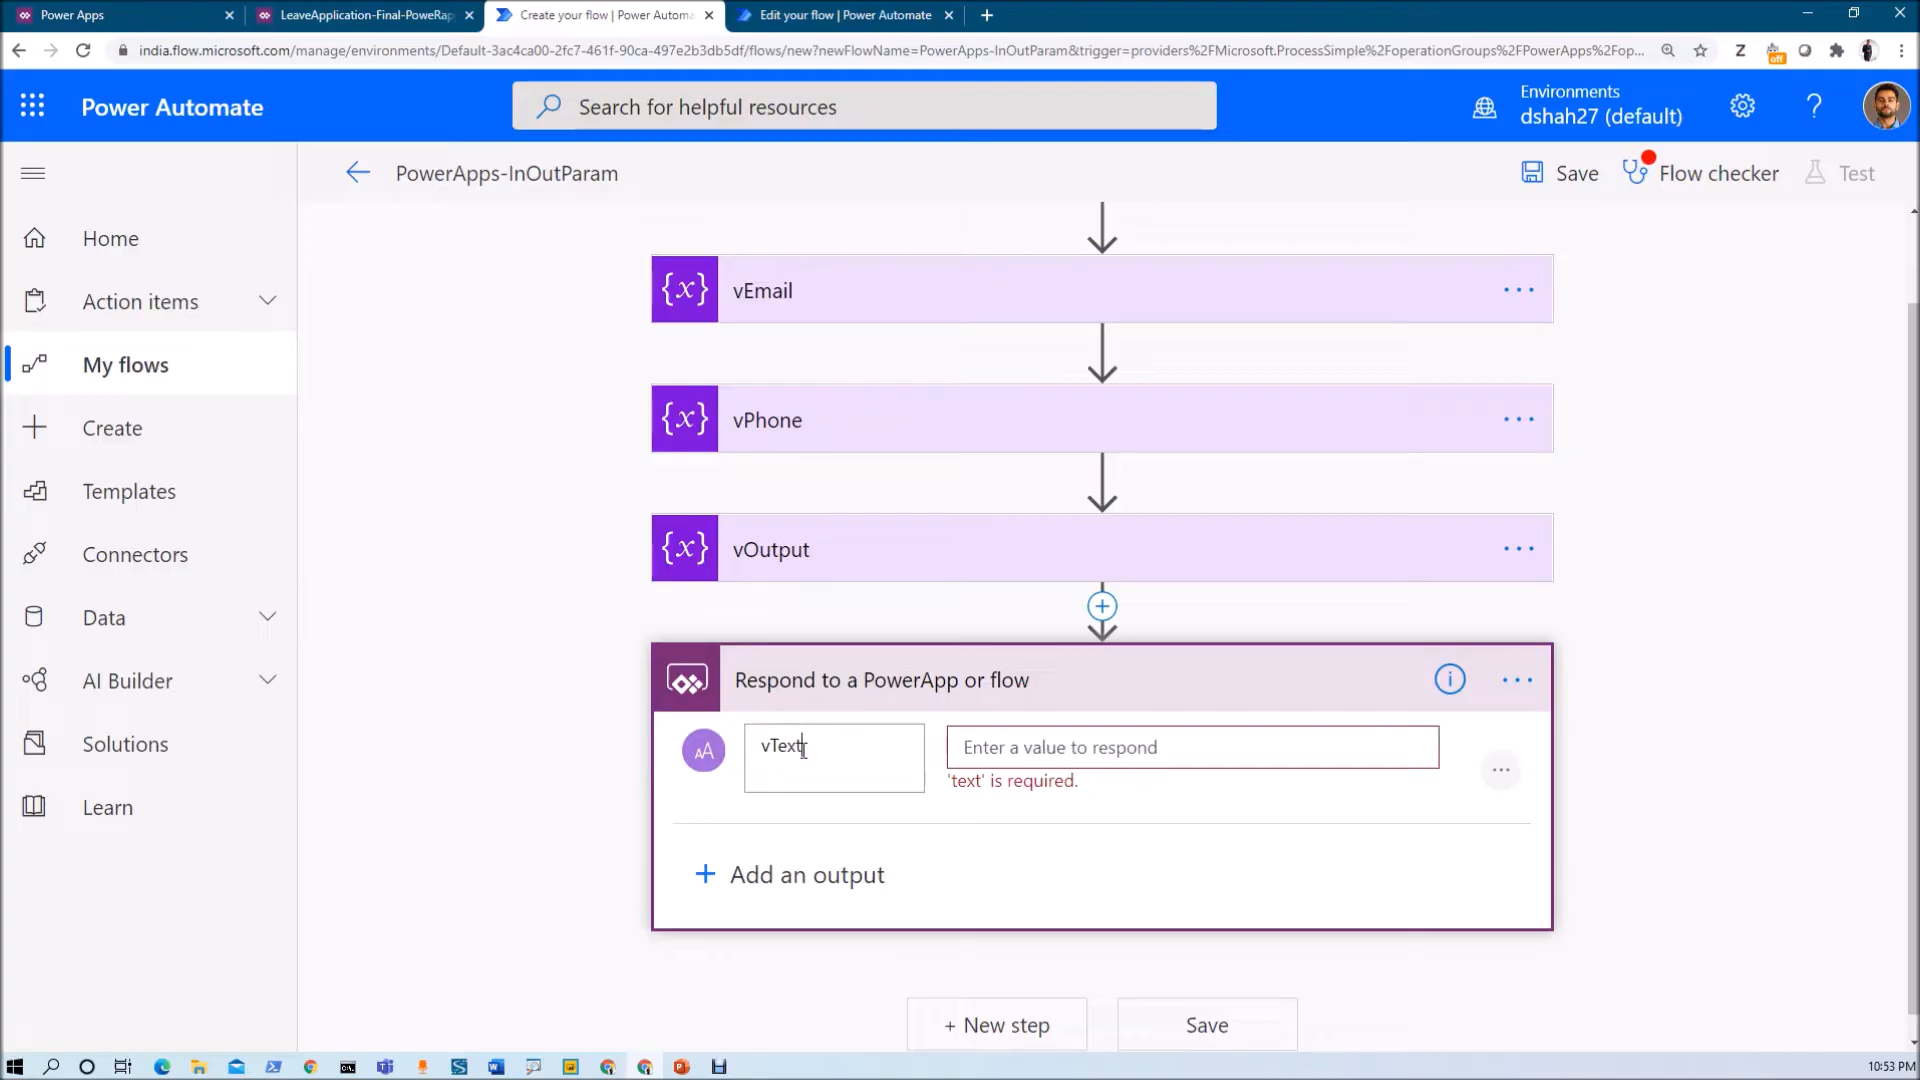 Power Apps
LeaveApplication-Final-PoweRap
Create your flow | Power Automa
Edit your flow | Power Automate
india.flow.microsoft.com/manage/environments/Default-3ac4ca00-2fc7-461f-90ca-497e2b3db5df/flows/new?newFlowName=PowerApps-InOutParam&trigger=providers%2FMicrosoft.ProcessSimple%2FoperationGroups%2FPowerApps%2Fop...
Z
off
Power Automate
Search for helpful resources
Environments
dshah27 (default)
?
PowerApps-InOutParam
Save
Flow checker
Test
Home
Action items
My flows
Create
Templates
Connectors
Data
AI Builder
Solutions
Learn
{x} vEmail
{x} vPhone
{x} vOutput
Respond to a PowerApp or flow
AA
vText
Enter a value to respond
'text' is required.
+ Add an output
+ New step
Save
10:53 PM